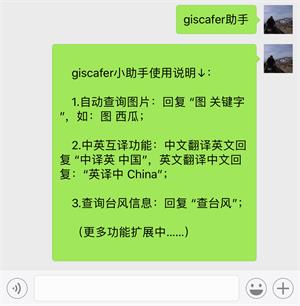 giscafer助手
giscafer小助手使用说明↓：
1.自动查询图片：回复 “图 关键字
”，如：图 西瓜；
2.中英互译功能：中文翻译英文回
复 “中译英 中国”，英文翻译中文回
复：“英译中 China”；
3.查询台风信息：回复 “查台风”；
（更多功能扩展中......）